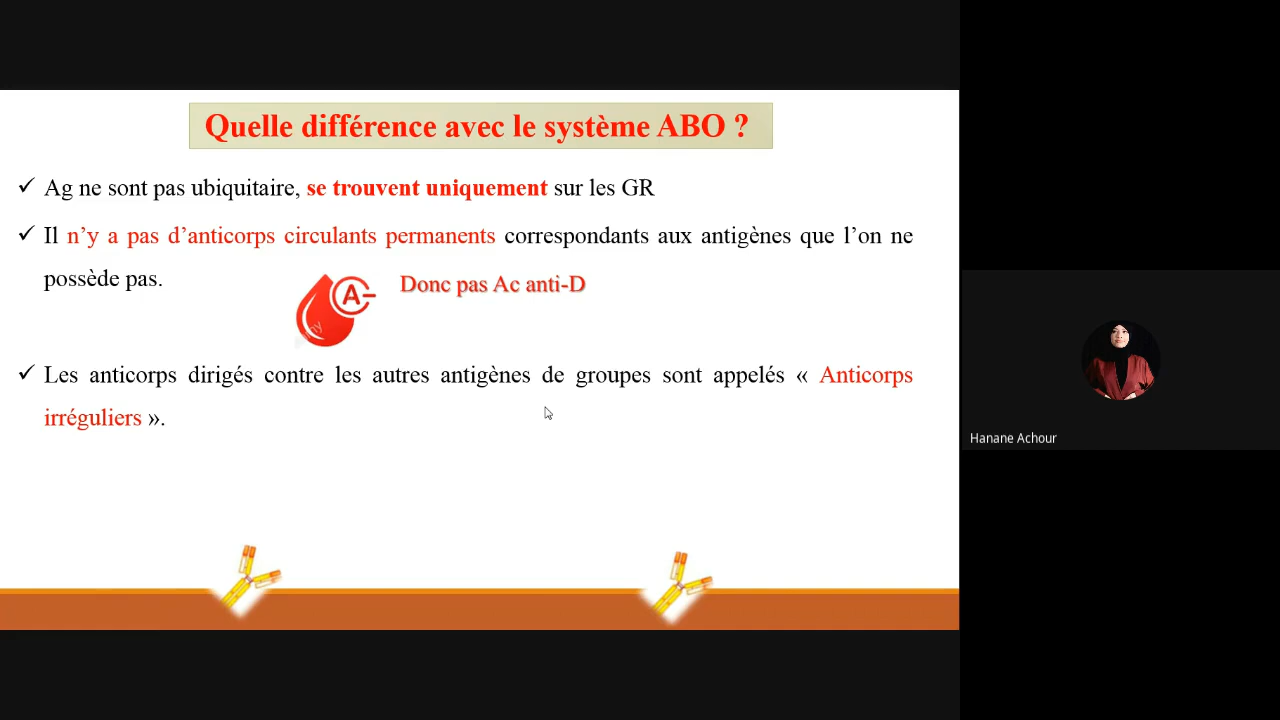 Quelle différence avec le système ABO ?
✓ Ag ne sont pas ubiquitaire, se trouvent uniquement sur les GR
✓ Il n’y a pas d’anticorps circulants permanents correspondants aux antigènes que l’on ne
possède pas.
A-
Donc pas Ac anti-D
✓ Les anticorps dirigés contre les autres antigènes de groupes sont appelés « Anticorps
irréguliers ».
Hanane Achour